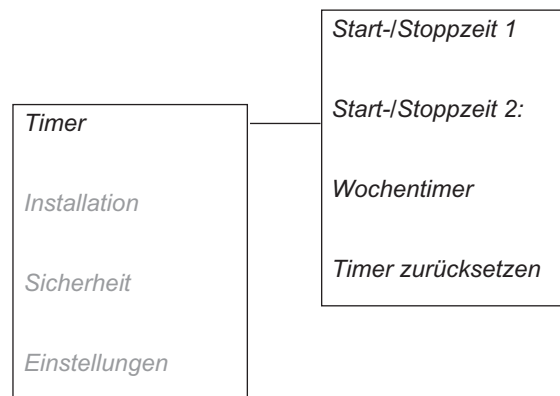 Timer
Installation
Sicherheit
Einstellungen
Start-/Stoppzeit 1
Start-/Stoppzeit 2:
Wochentimer
Timer zurücksetzen